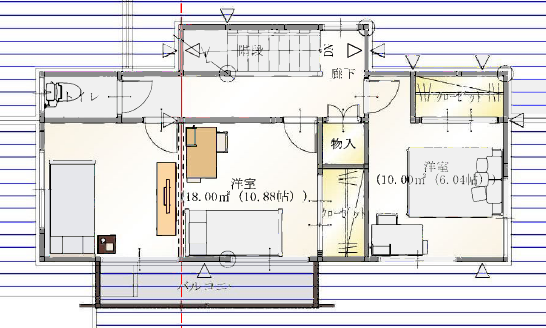 階段
DN
廊下
トイレ
クローゼット
物入
洋室
(10.00㎡ (6.04帖) )
洋室
(18.00㎡ (10.88帖) )
クローゼット
バルコニー